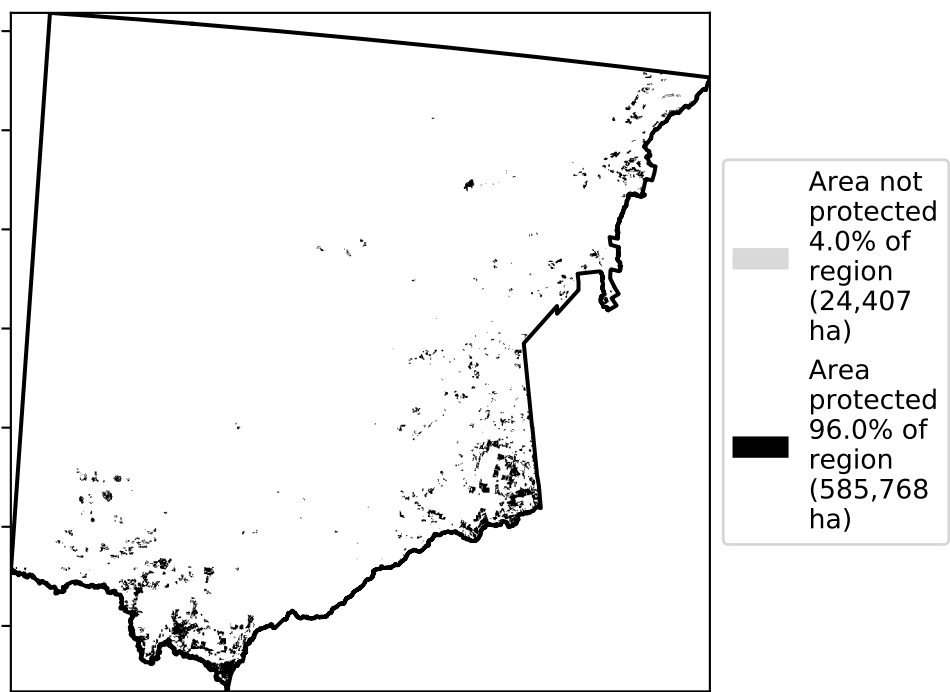 Area not
protected
4.0% of
region
(24,407
ha)
Area
protected
96.0% of
region
(585,768
ha)